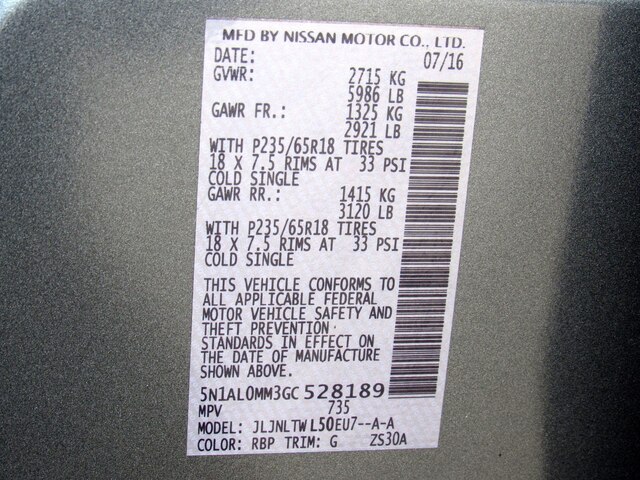 MFD BY NISSAN MOTOR CO., LTD.
DATE: 07/16
GVWR: 2715 KG
5986 LB
GAWR FR.: 1325 KG
2921 LB
WITH P235/65R18 TIRES
18 X 7.5 RIMS AT 33 PSI
COLD SINGLE
GAWR RR.: 1415 KG
3120 LB
WITH P235/65R18 TIRES
18 X 7.5 RIMS AT 33 PSI
COLD SINGLE
THIS VEHICLE CONFORMS TO
ALL APPLICABLE FEDERAL
MOTOR VEHICLE SAFETY AND
THEFT PREVENTION
STANDARDS IN EFFECT ON
THE DATE OF MANUFACTURE
SHOWN ABOVE.
5N1AL0MM3GC528189
MPV 735
MODEL: JLJNLTWL50EU7--A-A
COLOR: RBP TRIM: G ZS30A